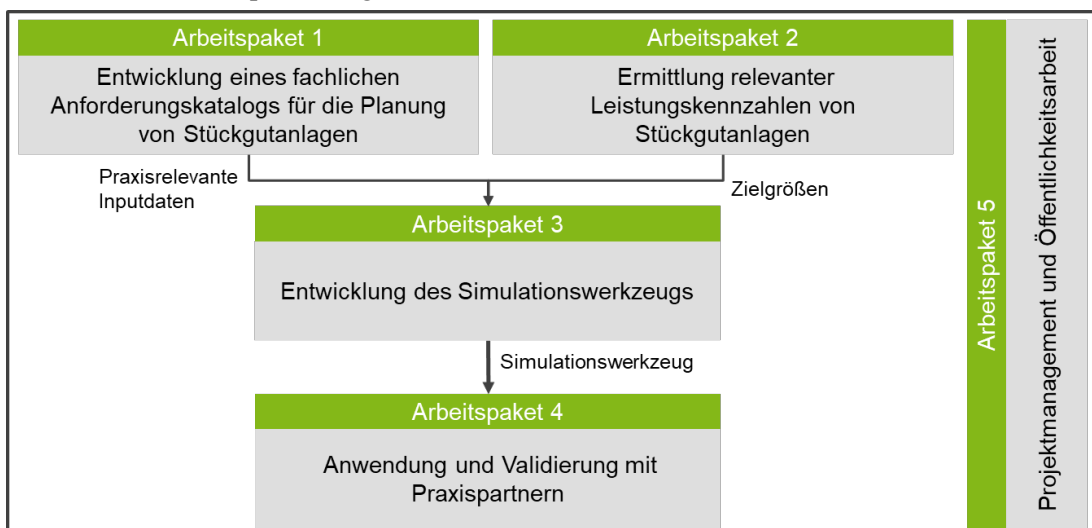 Arbeitspaket 1
Entwicklung eines fachlichen
Anforderungskatalogs für die Planung
von Stückgutanlagen
Arbeitspaket 2
Ermittlung relevanter
Leistungskennzahlen von
Stückgutanlagen
Praxisrelevante
Inputdaten
Zielgrößen
Arbeitspaket 3
Entwicklung des Simulationswerkzeugs
Simulationswerkzeug
Arbeitspaket 4
Anwendung und Validierung mit
Praxispartnern
Arbeitspaket 5
Projektmanagement und Öffentlichkeitsarbeit